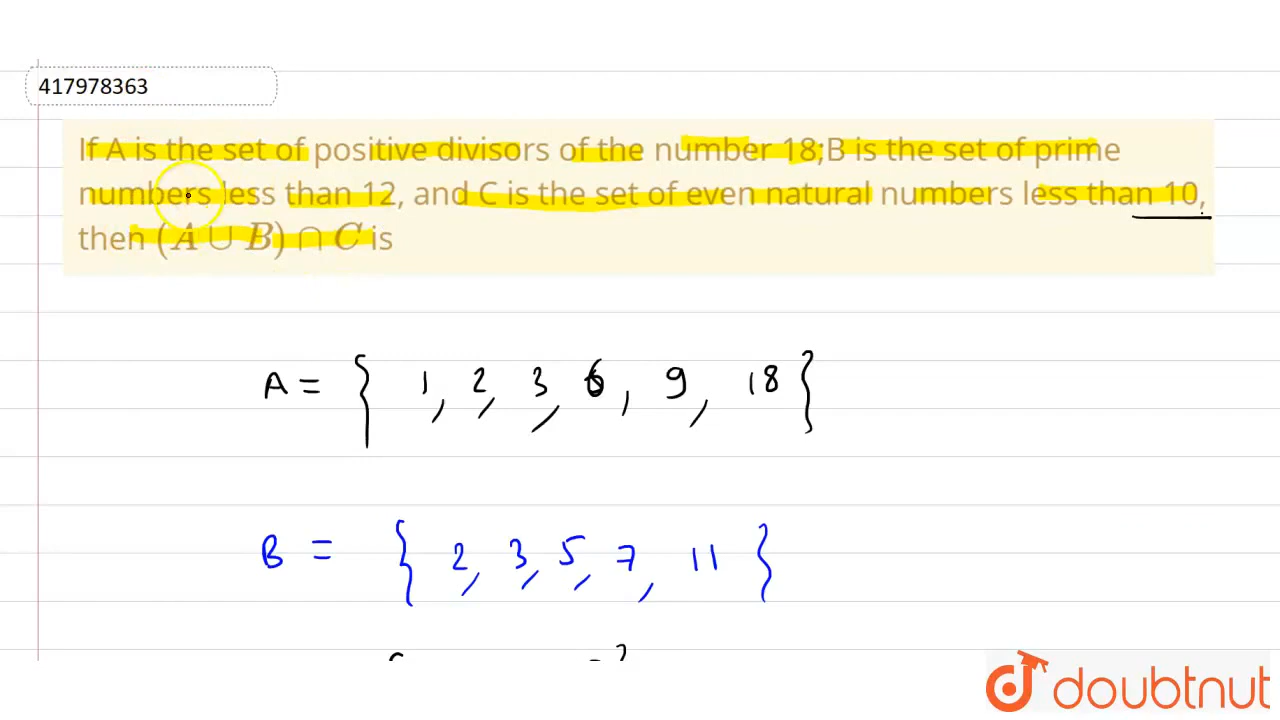 417978363
If A is the set of positive divisors of the number 18;B is the set of prime
numbers less than 12, and C is the set of even natural numbers less than 10,
then (A ∪ B) ∩ C is
A = { 1, 2, 3, 6, 9, 18 }
B = { 2, 3, 5, 7, 11 }
doubtnut